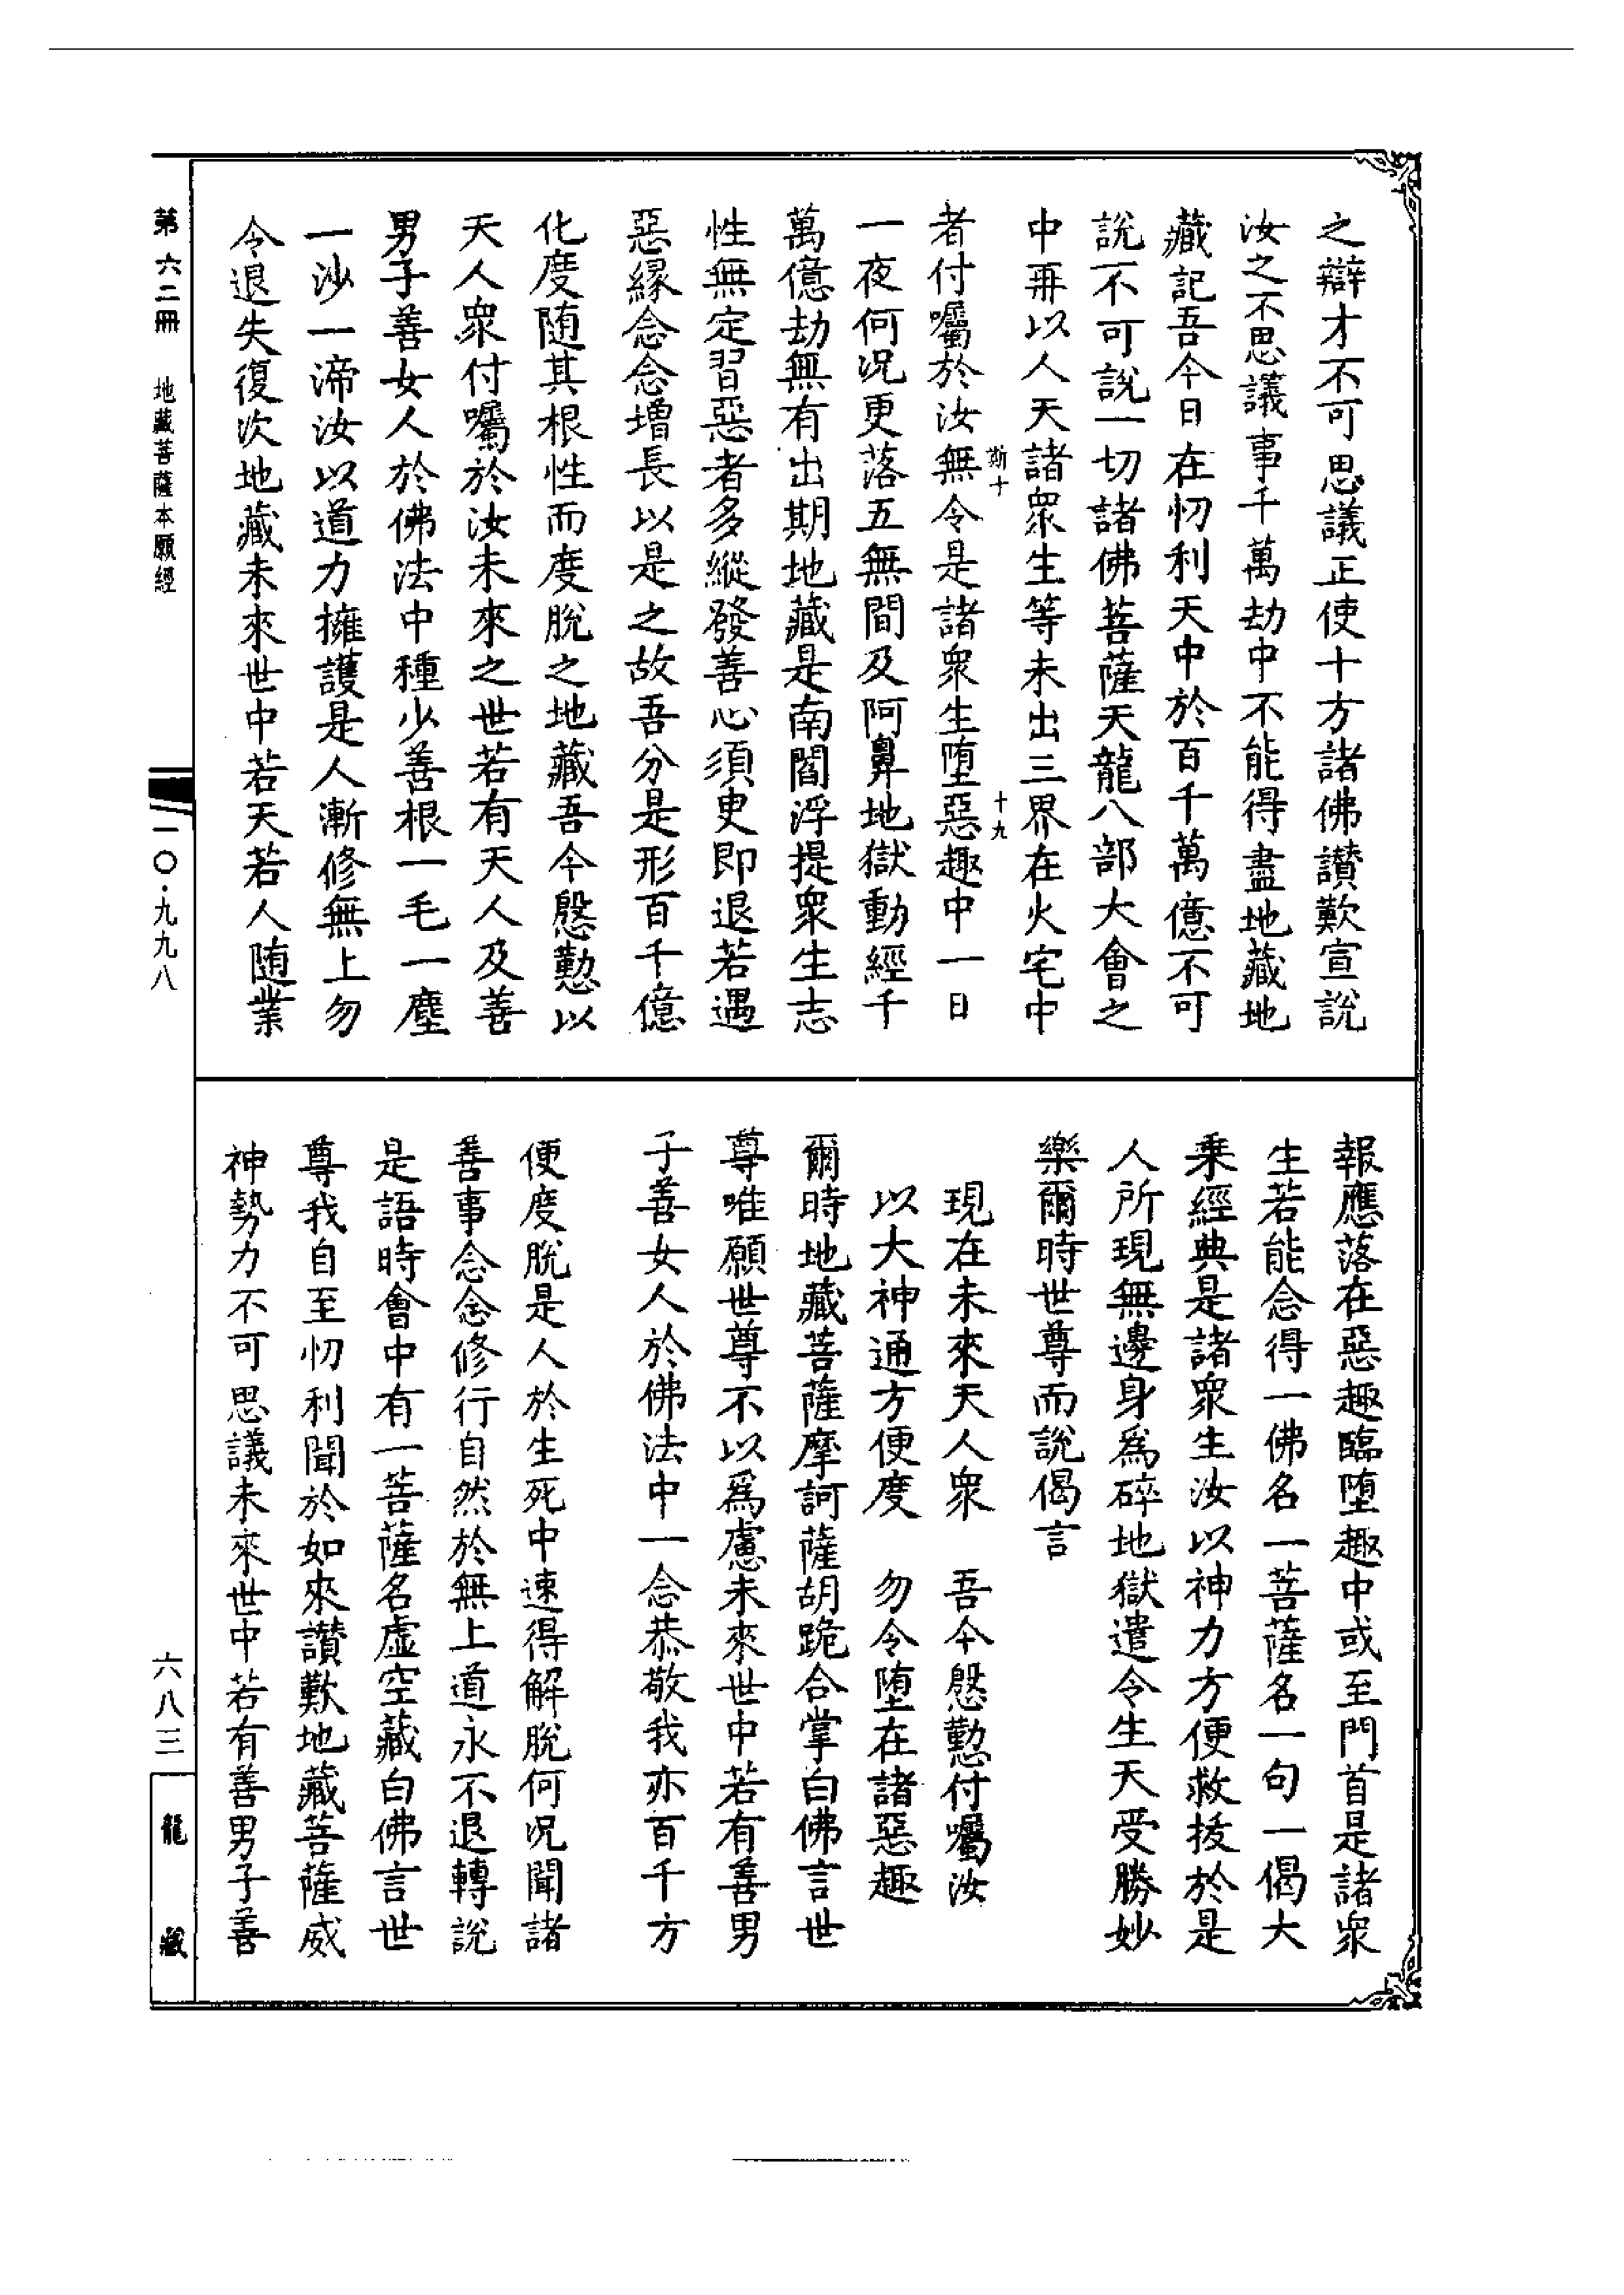 之辯才不可思議正使十方諸佛讃歎宣說
汝之不思議事千萬劫中不能得盡地藏地
藏記吾今日在忉利天中於百千萬億不可
說不可說一切諸佛菩薩天龍八部大會之
中再以人天諸衆生等未出三界在火宅中
斯十
十九
者付囑於汝無令是諸衆生墮惡趣中一日
一夜何況更落五無間及阿鼻地獄動經千
萬億劫無有出期地藏是南閻浮提衆生志
性無定習惡者多縱發善心須臾即退若遇
惡緣念念增長以是之故吾分是形百千億
化度随其根性而度脫之地藏吾今慇懃以
天人衆付囑於汝未來之世若有天人及善
男子善女人於佛法中種少善根一毛一塵
一沙一渧汝以道力擁護是人漸修無上勿
令退失復次地藏未來世中若天若人随業
報應落在惡趣臨墮趣中或至門首是諸衆
生若能念得一佛名一菩薩名一句一偈大
乘經典是諸衆生汝以神力方便救拔於是
人所現無邊身爲碎地獄遣令生天受勝妙
樂爾時世尊而說偈言
現在未來天人衆　吾今慇懃付囑汝
以大神通方便度　勿令墮在諸惡趣
爾時地藏菩薩摩訶薩胡跪合掌白佛言世
尊唯願世尊不以爲慮未來世中若有善男
子善女人於佛法中一念恭敬我亦百千方
便度脫是人於生死中速得解脫何況聞諸
善事念念修行自然於無上道永不退轉說
是語時會中有一菩薩名虛空藏白佛言世
尊我自至忉利聞於如來讃歎地藏菩薩威
神勢力不可思議未來世中若有善男子善
第六二冊　地藏菩薩本願經
一〇·九九八
六八三
龍藏